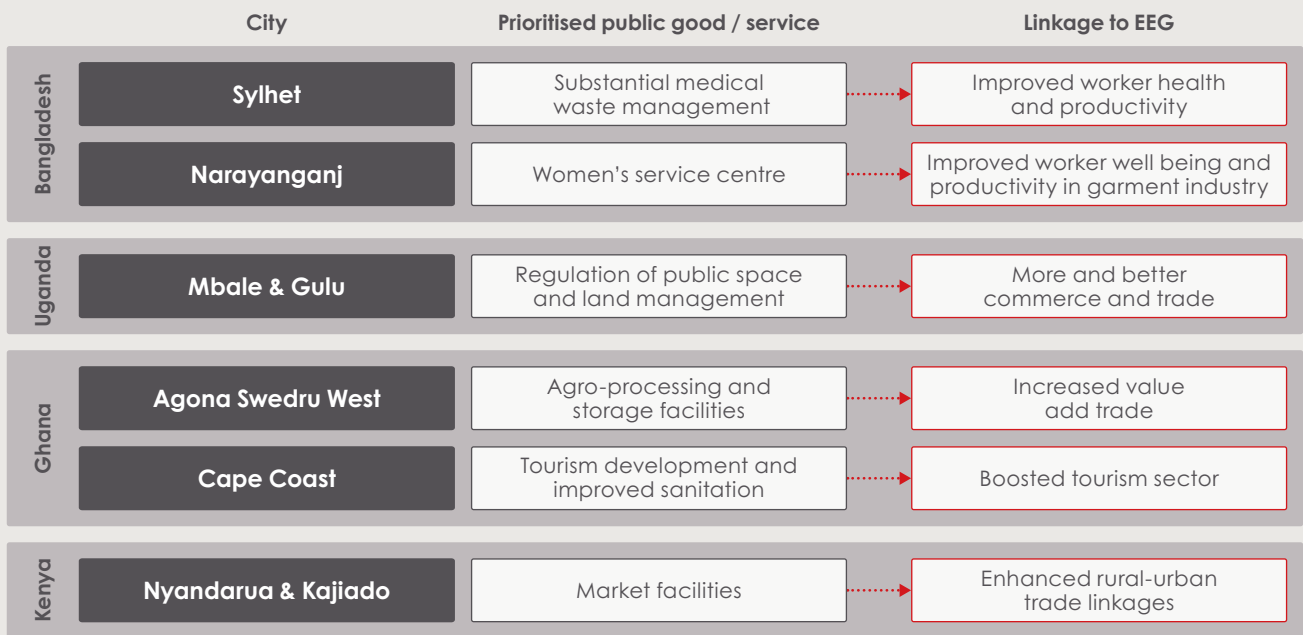 City
Prioritised public good / service
Linkage to EEG
Bangladesh
Sylhet
Substantial medical
waste management
Improved worker health
and productivity
Narayanganj
Women’s service centre
Improved worker well being and
productivity in garment industry
Uganda
Mbale & Gulu
Regulation of public space
and land management
More and better
commerce and trade
Ghana
Agona Swedru West
Agro-processing and
storage facilities
Increased value
add trade
Cape Coast
Tourism development and
improved sanitation
Boosted tourism sector
Kenya
Nyandarua & Kajiado
Market facilities
Enhanced rural-urban
trade linkages